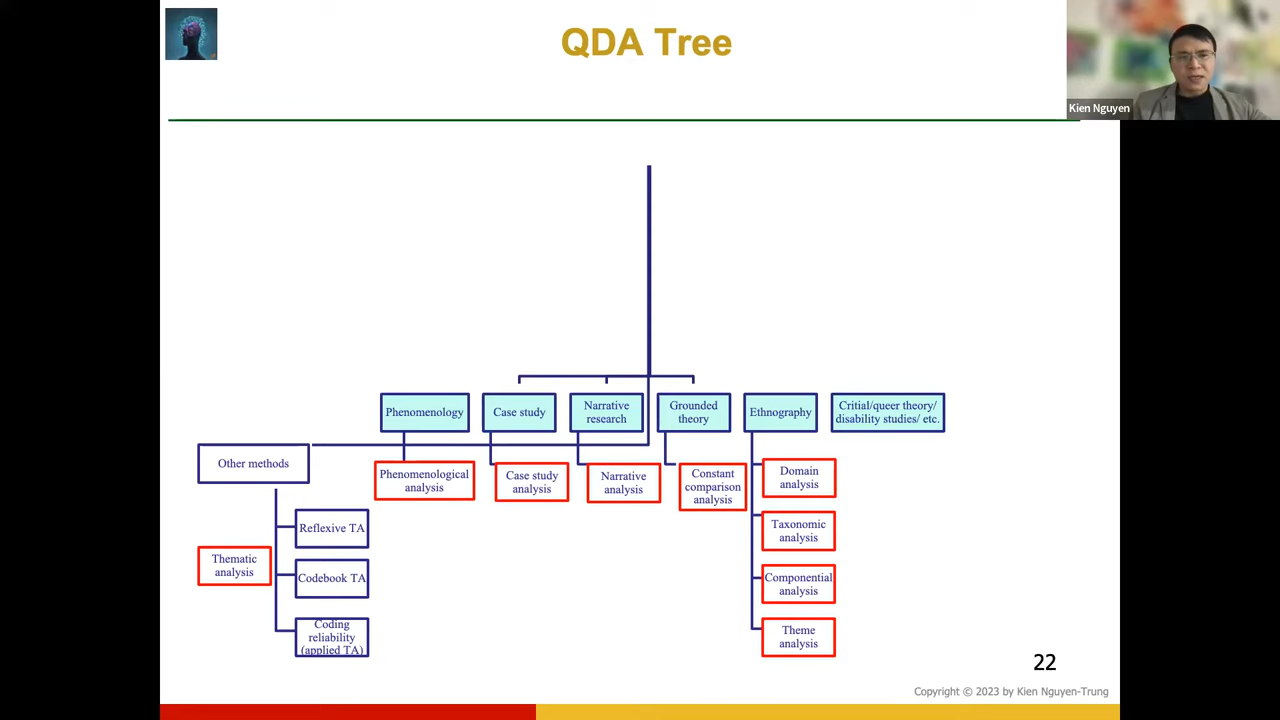 QDA Tree
Kien Nguyen
Phenomenology
Case study
Narrative
research
Grounded
theory
Ethnography
Critial/queer theory/
disability studies/ etc.
Other methods
Phenomenological
analysis
Case study
analysis
Narrative
analysis
Constant
comparison
analysis
Domain
analysis
Reflexive TA
Taxonomic
analysis
Thematic
analysis
Codebook TA
Componential
analysis
Coding
reliability
(applied TA)
Theme
analysis
22
Copyright © 2023 by Kien Nguyen-Trung